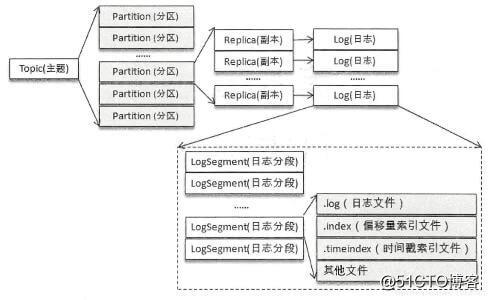 Topic(主题)
Partition (分区)
Partition (分区)
......
Partition (分区)
Partition (分区)
Partition (分区)
Replica(副本)
Replica(副本)
......
Replica(副本)
Log(日志)
Log(日志)
......
Log(日志)
LogSegment(日志分段)
LogSegment(日志分段)
......
LogSegment(日志分段)
LogSegment(日志分段)
.log（日志文件）
.index（偏移量索引文件）
.timeindex（时间戳索引文件）
其他文件
@51CTO博客